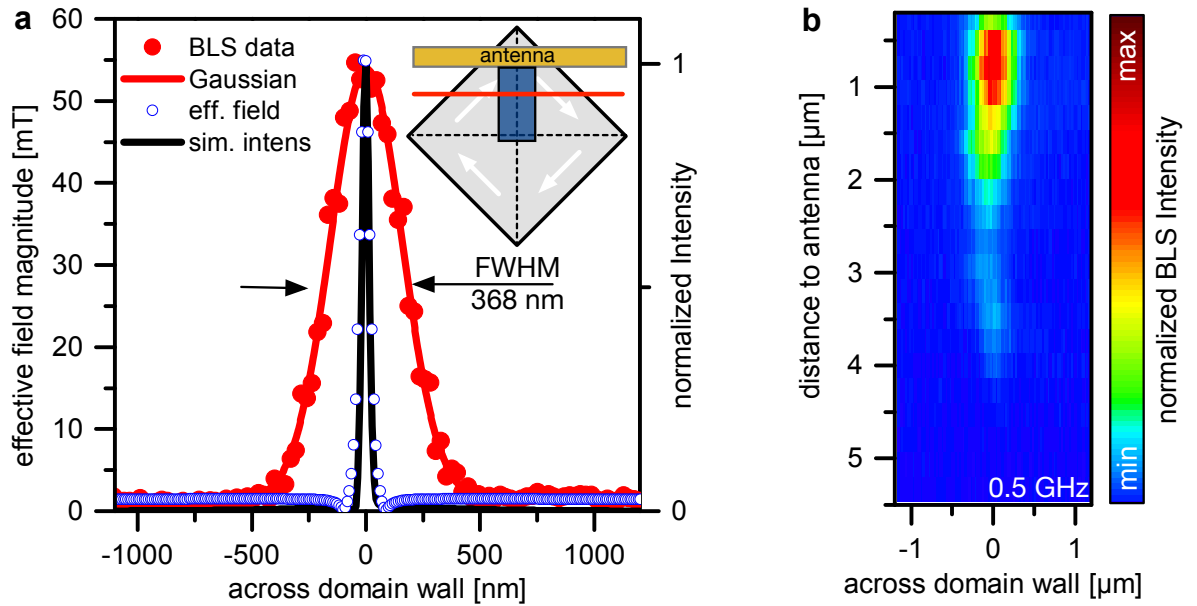 a
effective field magnitude [mT]
60
50
40
30
20
10
0
BLS data
Gaussian
eff. field
sim. intens
antenna
FWHM
368 nm
1
0
normalized Intensity
-1000
-500
0
500
1000
across domain wall [nm]
b
distance to antenna [µm]
1
2
3
4
5
0.5 GHz
-1
0
1
across domain wall [µm]
max
min
normalized BLS Intensity